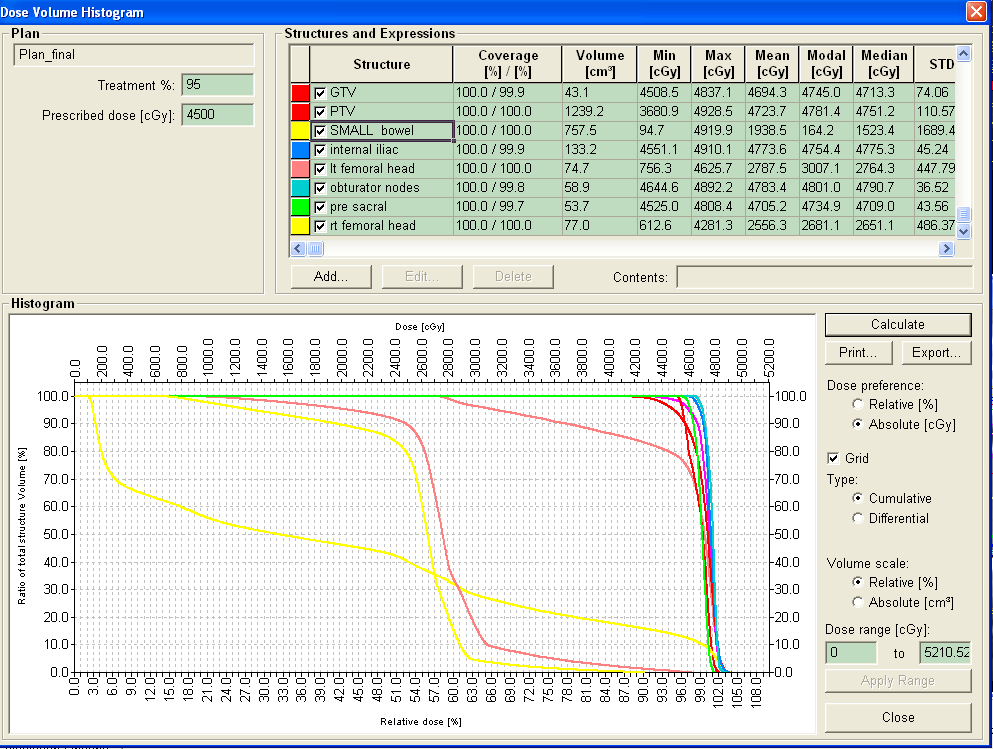 Dose Volume Histogram
Plan
Plan_final
Treatment %: 95
Prescribed dose [cGy]: 4500
Structures and Expressions
Structure Coverage [%] / [%] Volume [cm³] Min [cGy] Max [cGy] Mean [cGy] Modal [cGy] Median [cGy] STD
GTV 100.0 / 99.9 43.1 4508.5 4837.1 4694.3 4745.0 4713.3 74.06
PTV 100.0 / 99.9 1239.2 3680.9 4928.5 4723.7 4781.4 4751.2 110.57
SMALL bowel 100.0 / 100.0 757.5 94.7 4919.9 1938.5 164.2 1523.4 1689.4
internal iliac 100.0 / 99.9 133.2 4551.1 4910.1 4773.6 4754.4 4775.3 45.24
lt femoral head 100.0 / 100.0 74.7 756.3 4625.7 2787.5 3007.1 2764.3 447.79
obturator nodes 100.0 / 99.8 58.9 4644.6 4892.2 4783.4 4801.0 4790.7 36.52
pre sacral 100.0 / 99.7 53.7 4525.0 4808.4 4705.2 4734.9 4709.0 43.56
rt femoral head 100.0 / 100.0 77.0 612.6 4281.3 2556.3 2681.1 2651.1 486.37
Add... Edit... Delete Contents:
Histogram
Dose [cGy]
0.0 200.0 400.0 600.0 800.0 1000.0 1200.0 1400.0 1600.0 1800.0 2000.0 2200.0 2400.0 2600.0 2800.0 3000.0 3200.0 3400.0 3600.0 3800.0 4000.0 4200.0 4400.0 4600.0 4800.0 5000.0 5200.0
100.0 100.0
90.0 90.0
80.0 80.0
70.0 70.0
60.0 60.0
50.0 50.0
40.0 40.0
30.0 30.0
20.0 20.0
10.0 10.0
0.0 0.0
Ratio of total structure Volume [%]
0.0 3.0 6.0 9.0 12.0 15.0 18.0 21.0 24.0 27.0 30.0 33.0 36.0 39.0 42.0 45.0 48.0 51.0 54.0 57.0 60.0 63.0 66.0 69.0 72.0 75.0 78.0 81.0 84.0 87.0 90.0 93.0 96.0 99.0 102.0 105.0 108.0
Relative dose [%]
Calculate
Print... Export...
Dose preference:
Relative [%]
Absolute [cGy]
Grid
Type:
Cumulative
Differential
Volume scale:
Relative [%]
Absolute [cm³]
Dose range [cGy]:
0 to 5210.52
Apply Range
Close